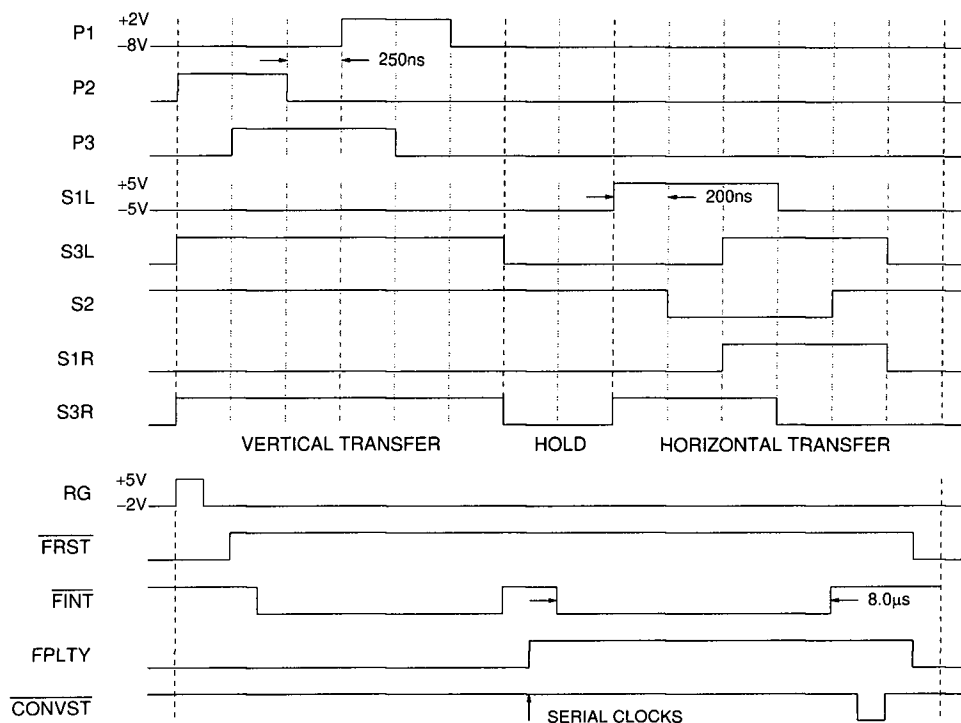 P1 +2V
−8V
250ns
P2
P3
S1L +5V
−5V
200ns
S3L
S2
S1R
S3R
VERTICAL TRANSFER HOLD HORIZONTAL TRANSFER
RG +5V
−2V
FRST
FINT
8.0μs
FPLTY
CONVST
SERIAL CLOCKS